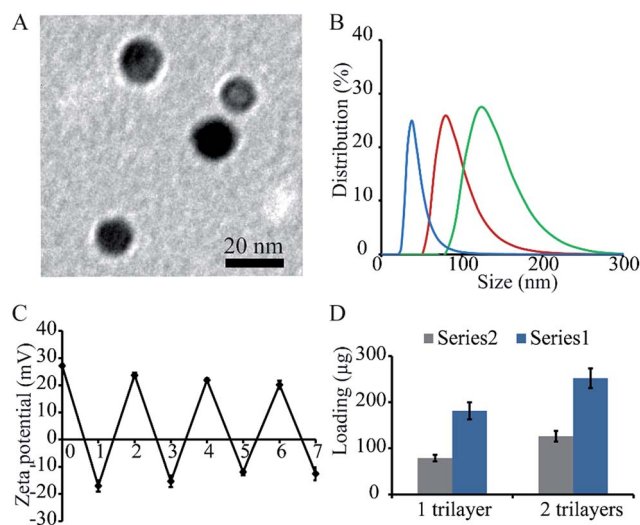 A
20 nm
B
Distribution (%)
40
30
20
10
0
0 100 200 300
Size (nm)
C
Zeta potential (mV)
40
30
20
10
0
-10
-20
-30
0 1 2 3 4 5 6 7
D
Series2 Series1
Loading (µg)
300
200
100
0
1 trilayer 2 trilayers